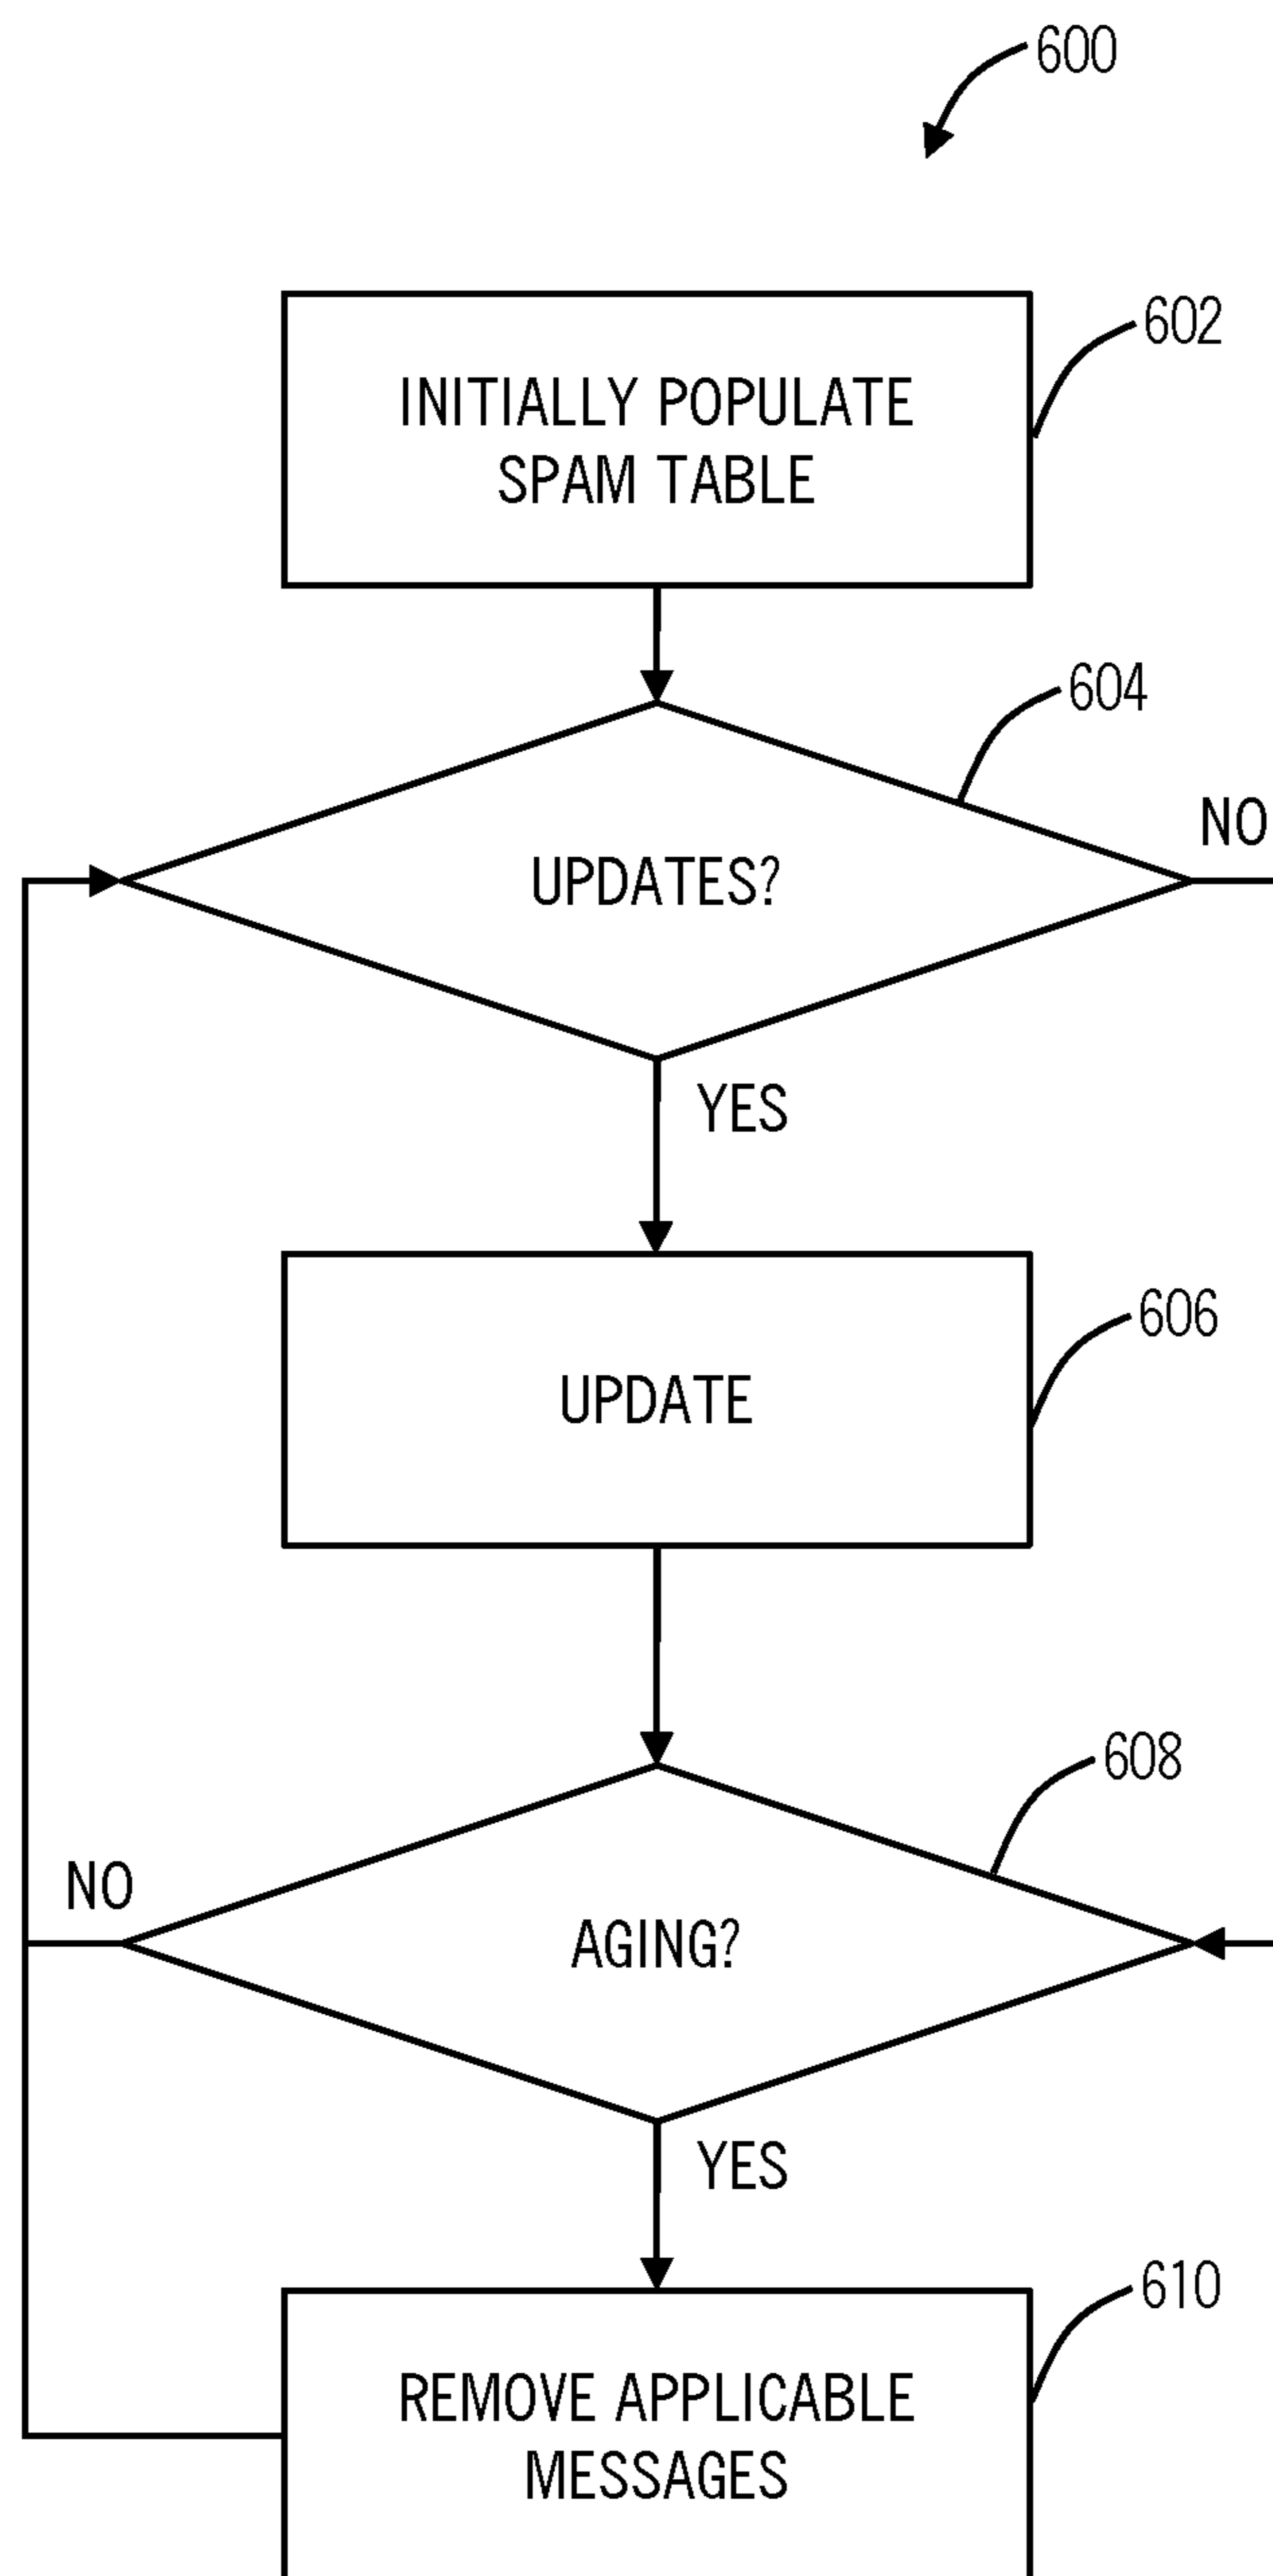 600
602
INITIALLY POPULATE
SPAM TABLE
604
NO
UPDATES?
YES
606
UPDATE
608
NO
AGING?
YES
610
REMOVE APPLICABLE
MESSAGES